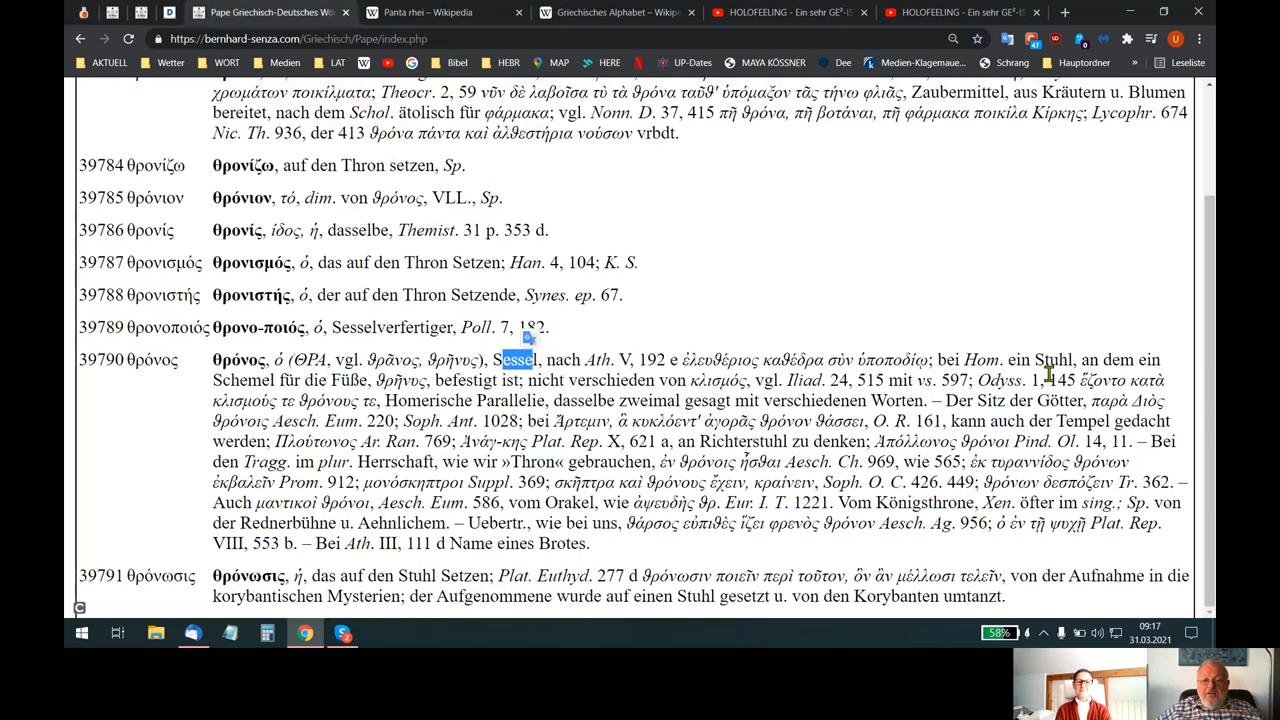 Pape Griechisch-Deutsches Wö
Panta rhei – Wikipedia
Griechisches Alphabet – Wikipe
HOLOFEELING - Ein sehr GE²-IS
HOLOFEELING - Ein sehr GE²-IS
https://bernhard-senza.com/Griechisch/Pape/index.php
47
0
U
AKTUELL Wetter WORT Medien LAT Bibel HEBR MAP HERE UP-Dates MAYA KÖSSNER Dee Medien-Klagemaue... Schrang Hauptordner » Leseliste
χρωμάτων ποικίλματα; Theocr. 2, 59 νῦν δὲ λαβοῖσα τὺ τὰ θρόνα ταῦθ' ὑπόμαξον τᾶς τήνω φλιᾶς, Zaubermittel, aus Kräutern u. Blumen
bereitet, nach dem Schol. ätolisch für φάρμακα; vgl. Nonn. D. 37, 415 πῆ θρόνα, πῆ βοτάναι, πῆ φάρμακα ποικίλα Κίρκης; Lycophr. 674
Nic. Th. 936, der 413 θρόνα πάντα καὶ ἀλθεστήρια νούσων vrbdt.
39784 θρονίζω θρονίζω, auf den Thron setzen, Sp.
39785 θρόνιον θρόνιον, τό, dim. von θρόνος, VLL., Sp.
39786 θρονίς θρονίς, ίδος, ἡ, dasselbe, Themist. 31 p. 353 d.
39787 θρονισμός θρονισμός, ὁ, das auf den Thron Setzen; Han. 4, 104; K. S.
39788 θρονιστής θρονιστής, ὁ, der auf den Thron Setzende, Synes. ep. 67.
39789 θρονοποιός θρονο-ποιός, ὁ, Sesselverfertiger, Poll. 7, 182.
39790 θρόνος θρόνος, ὁ (ΘΡΑ, vgl. θρᾶνος, θρῆνυς), Sessel, nach Ath. V, 192 e ἐλευθέριος καθέδρα σὺν ὑποποδίῳ; bei Hom. ein Stuhl, an dem ein
Schemel für die Füße, θρῆνυς, befestigt ist; nicht verschieden von κλισμός, vgl. Iliad. 24, 515 mit vs. 597; Odyss. 1, 145 ἕζοντο κατὰ
κλισμούς τε θρόνους τε, Homerische Parallelie, dasselbe zweimal gesagt mit verschiedenen Worten. – Der Sitz der Götter, παρὰ Διὸς
θρόνοις Aesch. Eum. 220; Soph. Ant. 1028; bei Ἄρτεμιν, ἃ κυκλόεντ' ἀγορᾶς θρόνον θάσσει, O. R. 161, kann auch der Tempel gedacht
werden; Πλούτωνος Ar. Ran. 769; Ἀνάγ-κης Plat. Rep. X, 621 a, an Richterstuhl zu denken; Ἀπόλλωνος θρόνοι Pind. Ol. 14, 11. – Bei
den Tragg. im plur. Herrschaft, wie wir »Thron« gebrauchen, ἐν θρόνοις ἧσθαι Aesch. Ch. 969, wie 565; ἐκ τυραννίδος θρόνων
ἐκβαλεῖν Prom. 912; μονόσκηπτροι Suppl. 369; σκῆπτρα καὶ θρόνους ἔχειν, κραίνειν, Soph. O. C. 426. 449; θρόνων δεσπόζειν Tr. 362. –
Auch μαντικοὶ θρόνοι, Aesch. Eum. 586, vom Orakel, wie ἀψευδὴς θρ. Eur. I. T. 1221. Vom Königsthrone, Xen. öfter im sing.; Sp. von
der Rednerbühne u. Aehnlichem. – Uebertr., wie bei uns, θάρσος εὐπιθὲς ἵζει φρενὸς θρόνον Aesch. Ag. 956; ὁ ἐν τῇ ψυχῇ Plat. Rep.
VIII, 553 b. – Bei Ath. III, 111 d Name eines Brotes.
39791 θρόνωσις θρόνωσις, ἡ, das auf den Stuhl Setzen; Plat. Euthyd. 277 d θρόνωσιν ποιεῖν περὶ τοῦτον, ὃν ἂν μέλλωσι τελεῖν, von der Aufnahme in die
korybantischen Mysterien; der Aufgenommene wurde auf einen Stuhl gesetzt u. von den Korybanten umtanzt.
58%
09:17
31.03.2021